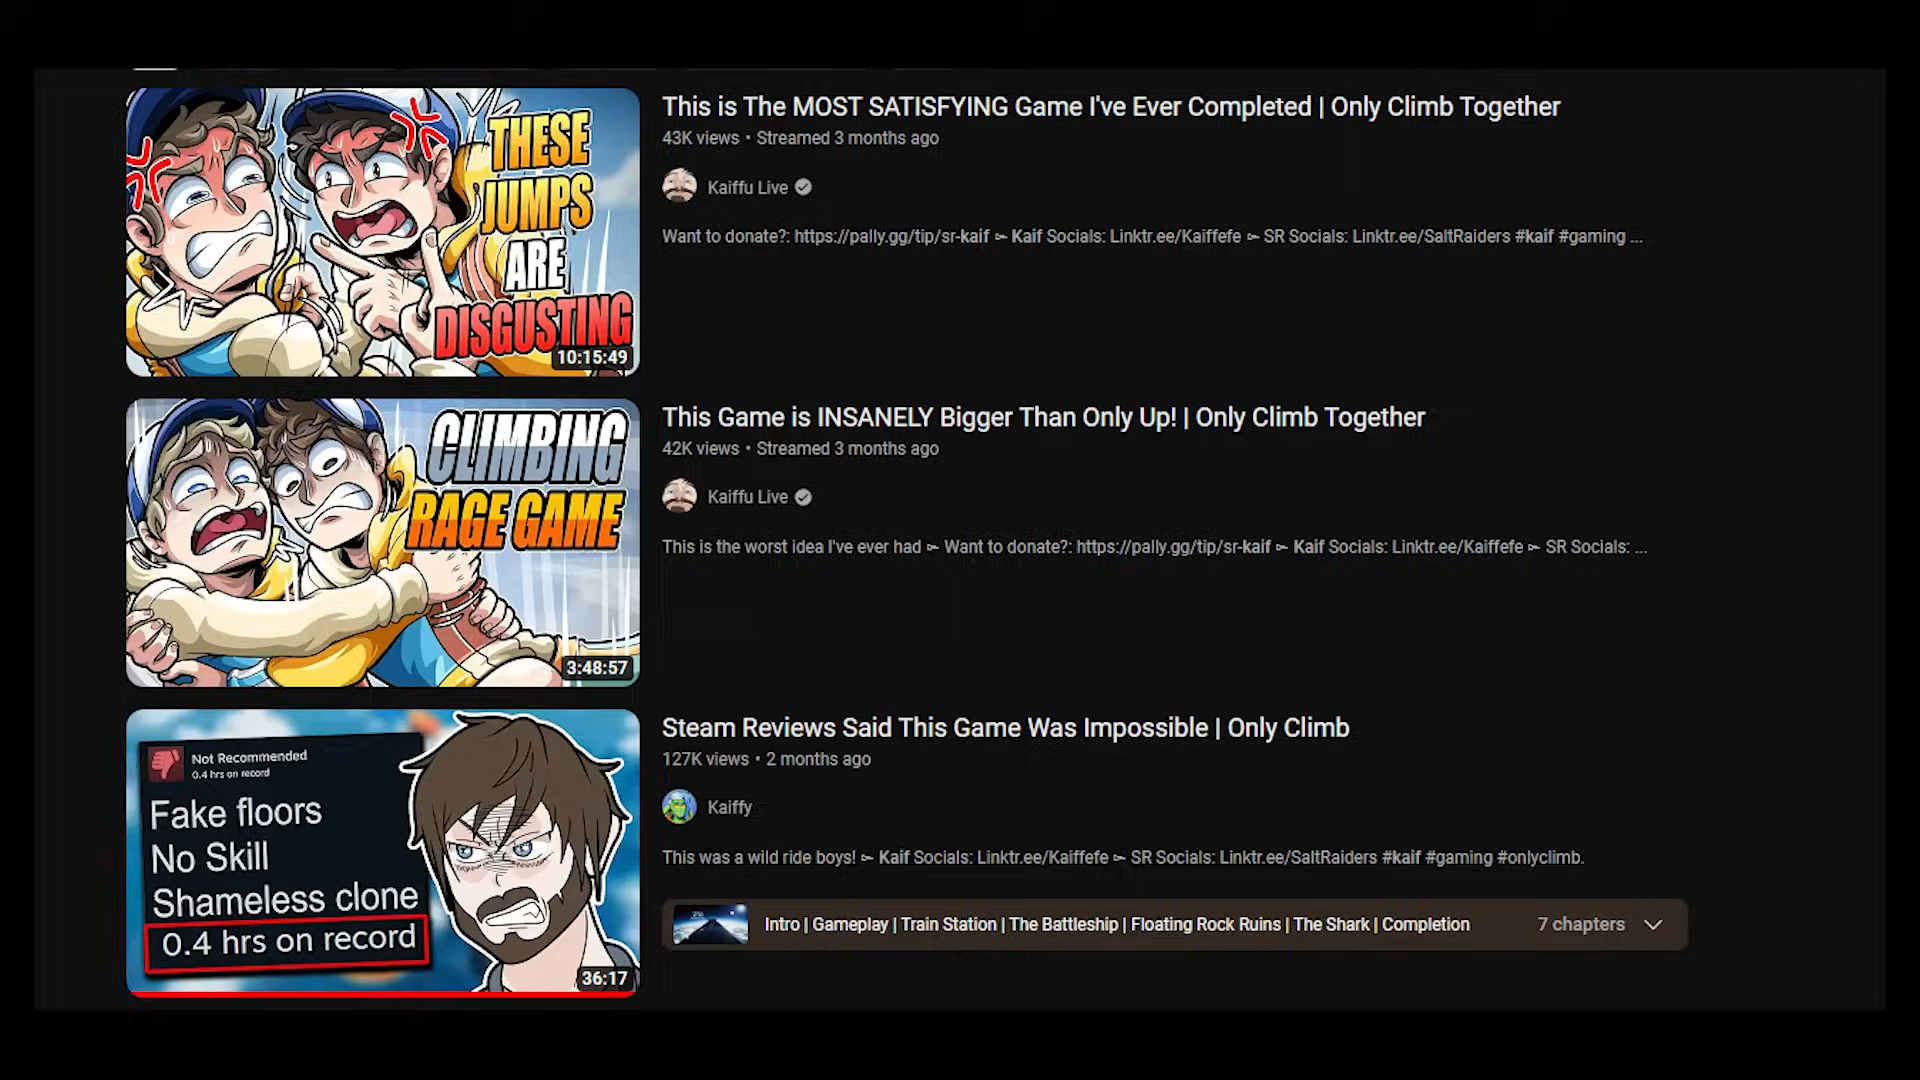 THESE
JUMPS
ARE
DISGUSTING
10:15:49
This is The MOST SATISFYING Game I've Ever Completed | Only Climb Together
43K views • Streamed 3 months ago
Kaiffu Live
Want to donate?: https://pally.gg/tip/sr-kaif ➛ Kaif Socials: Linktr.ee/Kaiffefe ➛ SR Socials: Linktr.ee/SaltRaiders #kaif #gaming ...
CLIMBING
RAGE GAME
3:48:57
This Game is INSANELY Bigger Than Only Up! | Only Climb Together
42K views • Streamed 3 months ago
Kaiffu Live
This is the worst idea I've ever had ➛ Want to donate?: https://pally.gg/tip/sr-kaif ➛ Kaif Socials: Linktr.ee/Kaiffefe ➛ SR Socials: ...
Not Recommended
0.4 hrs on record
Fake floors
No Skill
Shameless clone
0.4 hrs on record
36:17
Steam Reviews Said This Game Was Impossible | Only Climb
127K views • 2 months ago
Kaiffy
This was a wild ride boys! ➛ Kaif Socials: Linktr.ee/Kaiffefe ➛ SR Socials: Linktr.ee/SaltRaiders #kaif #gaming #onlyclimb.
Intro | Gameplay | Train Station | The Battleship | Floating Rock Ruins | The Shark | Completion
7 chapters